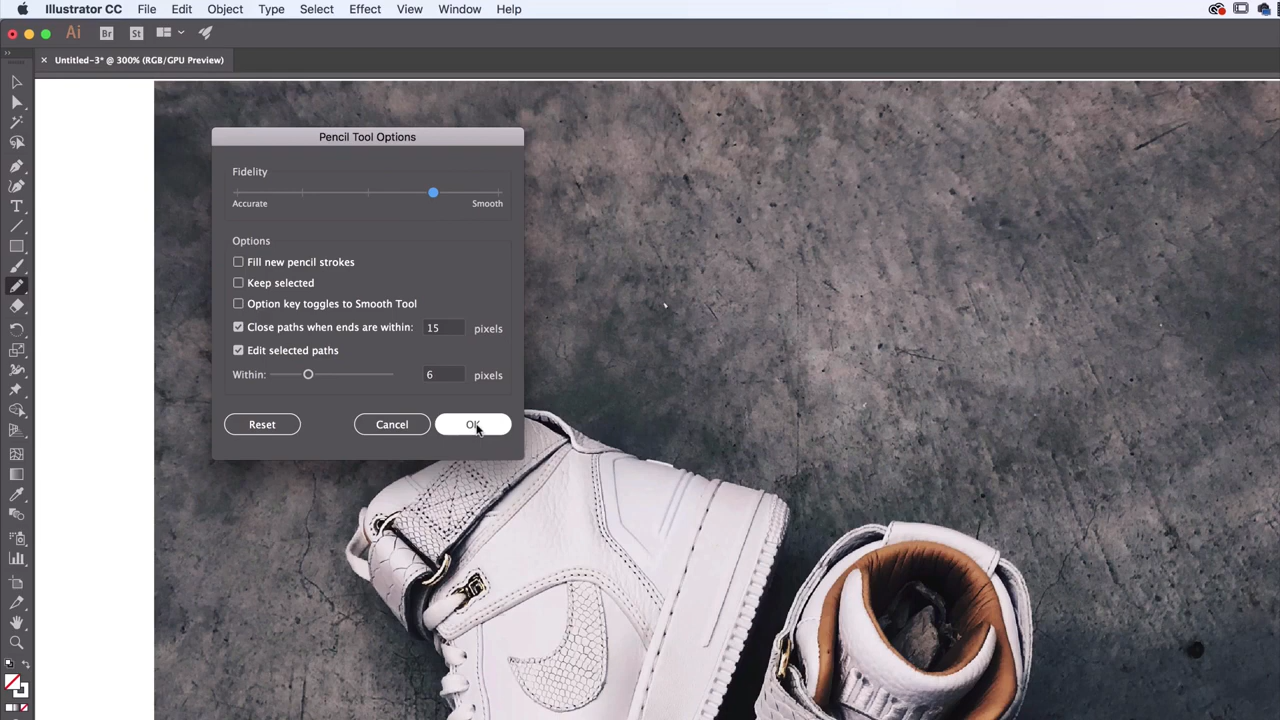 Illustrator CC File Edit Object Type Select Effect View Window Help
Ai Br St
× Untitled-3* @ 300% (RGB/GPU Preview)
Pencil Tool Options
Fidelity
Accurate Smooth
Options
Fill new pencil strokes
Keep selected
Option key toggles to Smooth Tool
Close paths when ends are within: 15 pixels
Edit selected paths
Within: 6 pixels
Reset Cancel OK
T